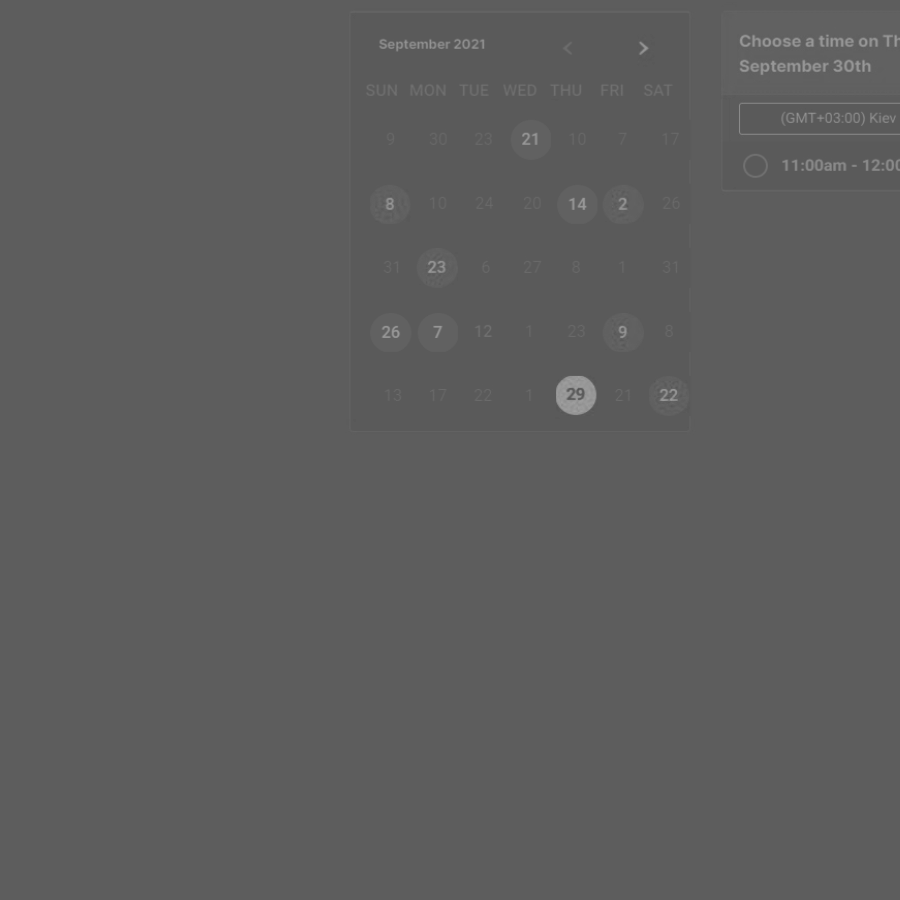 September 2021
SUN MON TUE WED THU FRI SAT
9 30 23 21 10 7 17
8 10 24 20 14 2 26
31 23 6 27 8 1 31
26 7 12 1 23 9 8
13 17 22 1 29 21 22
Choose a time on Th
September 30th
(GMT+03:00) Kiev
11:00am - 12:00